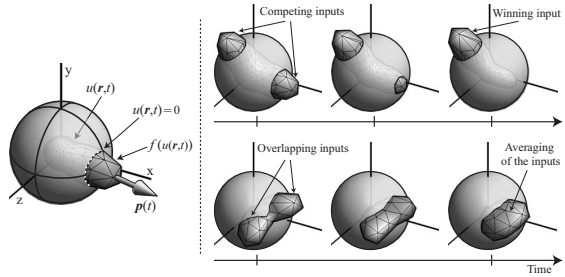 y
u(r,t)
u(r,t)=0
f(u(r,t))
x
z
p(t)
Competing inputs
Winning input
Overlapping inputs
Averaging
of the inputs
Time